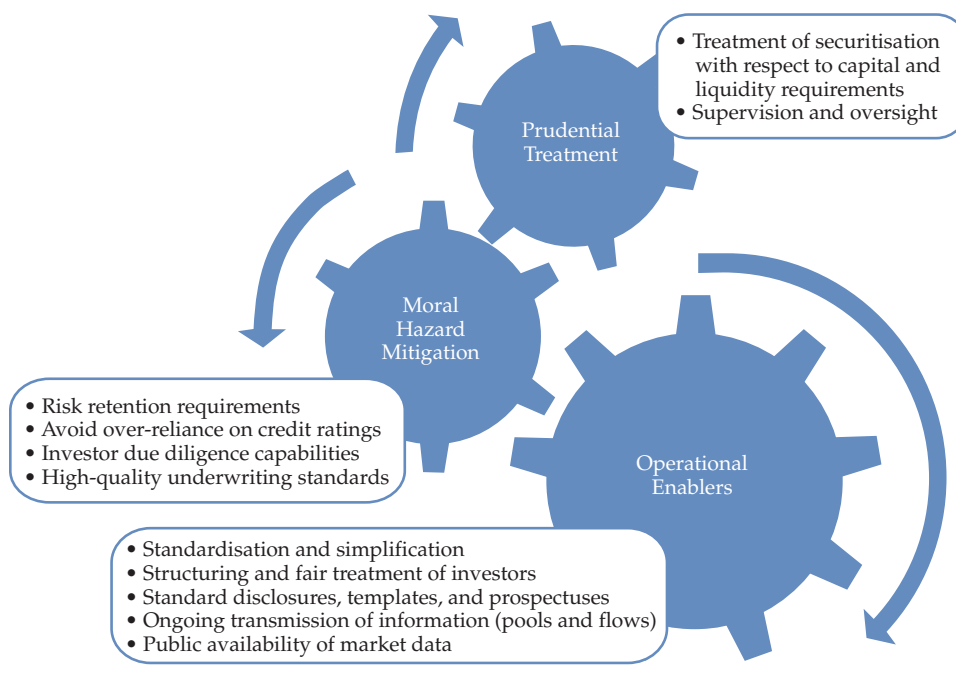 • Treatment of securitisation
with respect to capital and
liquidity requirements
• Supervision and oversight
Prudential
Treatment
Moral
Hazard
Mitigation
• Risk retention requirements
• Avoid over-reliance on credit ratings
• Investor due diligence capabilities
• High-quality underwriting standards
Operational
Enablers
• Standardisation and simplification
• Structuring and fair treatment of investors
• Standard disclosures, templates, and prospectuses
• Ongoing transmission of information (pools and flows)
• Public availability of market data